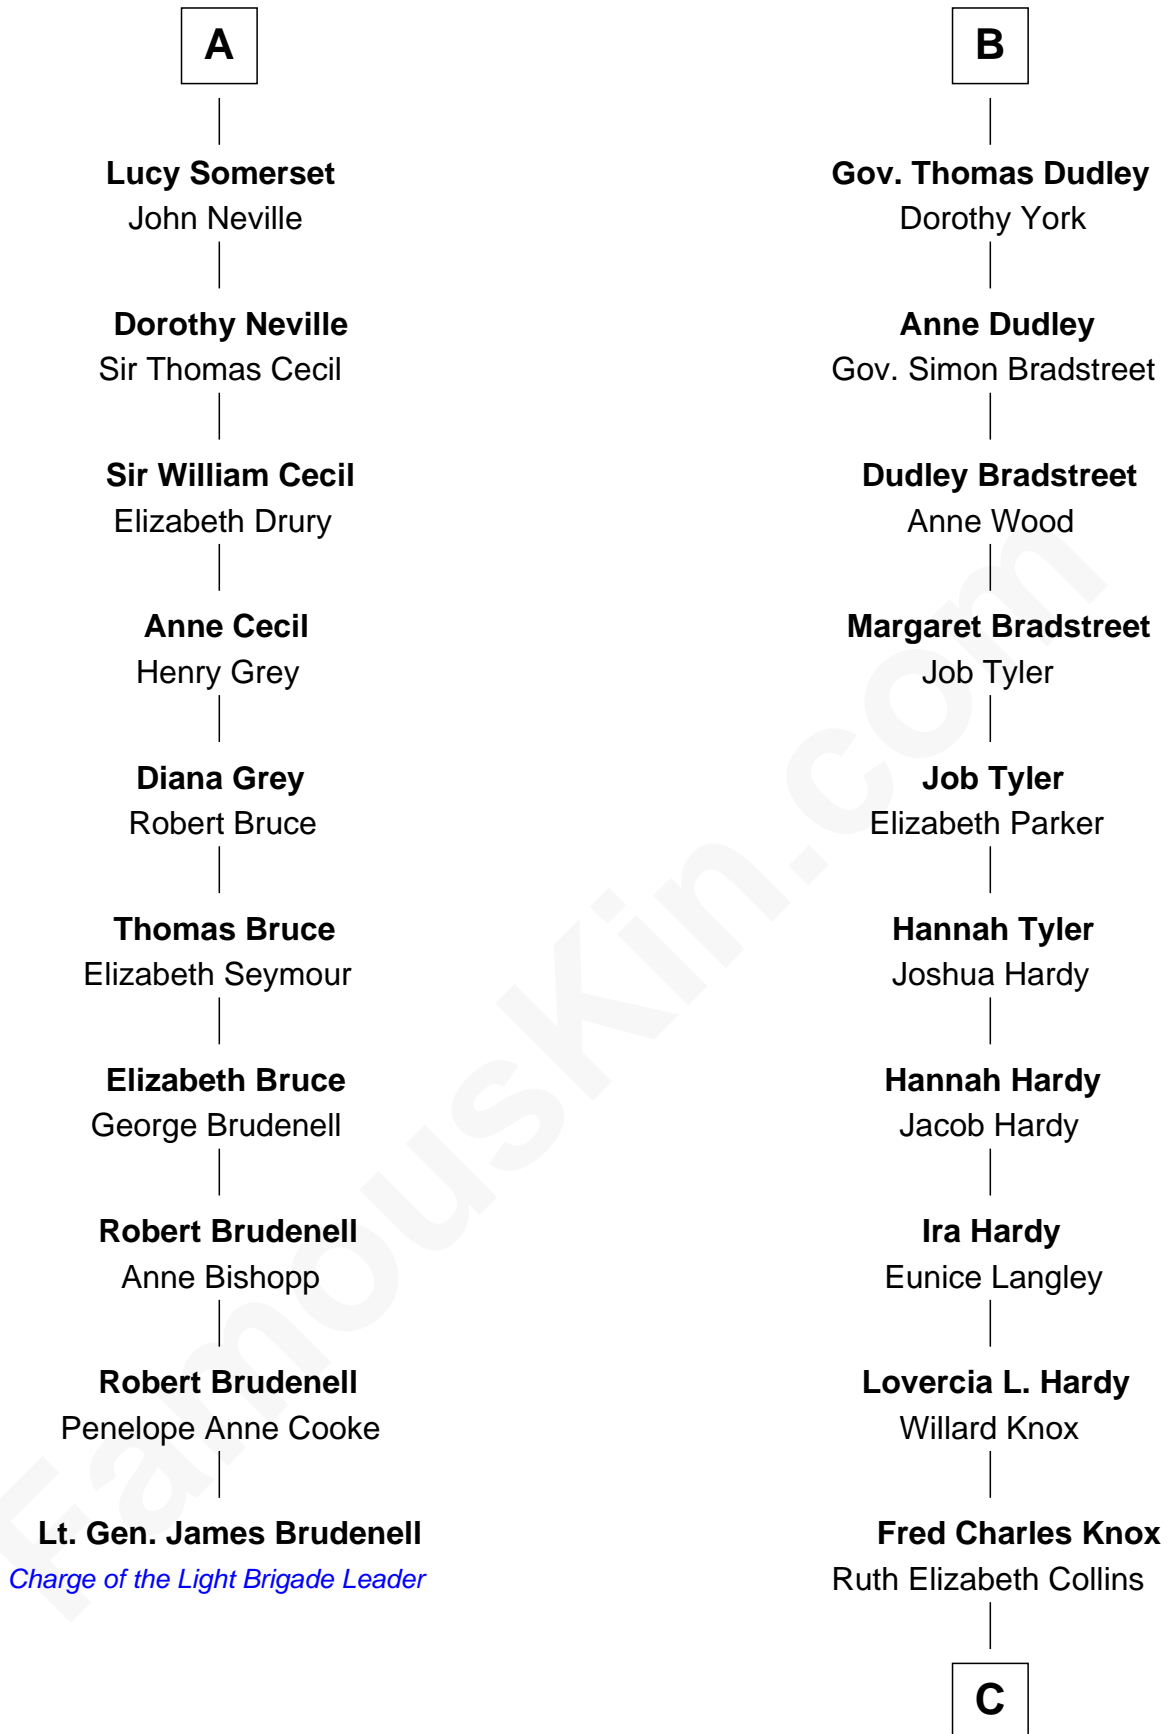 A
Lucy Somerset
John Neville
Dorothy Neville
Sir Thomas Cecil
Sir William Cecil
Elizabeth Drury
Anne Cecil
Henry Grey
Diana Grey
Robert Bruce
Thomas Bruce
Elizabeth Seymour
Elizabeth Bruce
George Brudenell
Robert Brudenell
Anne Bishopp
Robert Brudenell
Penelope Anne Cooke
Lt. Gen. James Brudenell
Charge of the Light Brigade Leader
B
Gov. Thomas Dudley
Dorothy York
Anne Dudley
Gov. Simon Bradstreet
Dudley Bradstreet
Anne Wood
Margaret Bradstreet
Job Tyler
Job Tyler
Elizabeth Parker
Hannah Tyler
Joshua Hardy
Hannah Hardy
Jacob Hardy
Ira Hardy
Eunice Langley
Lovercia L. Hardy
Willard Knox
Fred Charles Knox
Ruth Elizabeth Collins
C
FamousKin.com